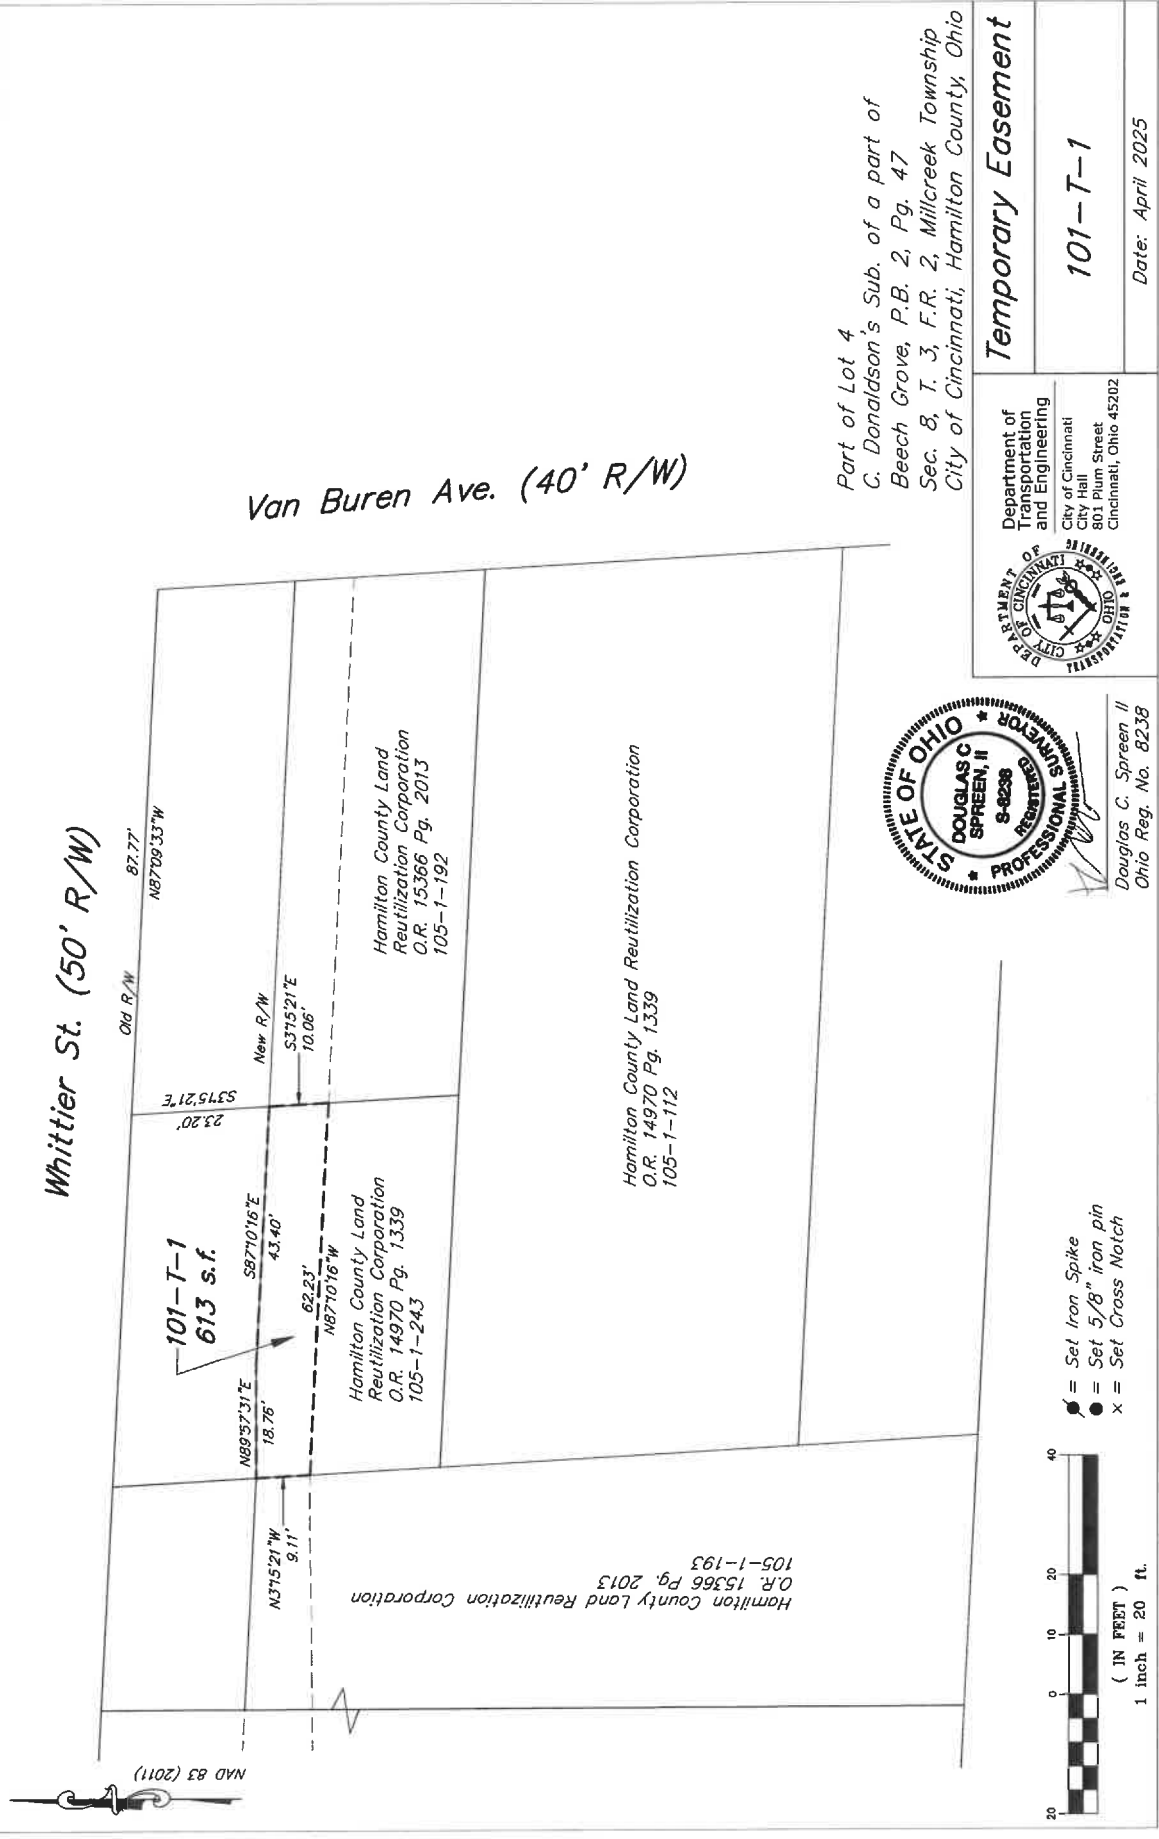 Whittier St. (50' R/W)
Old R/W
87.77'
N87°09'33"W
Van Buren Ave. (40' R/W)
101-T-1
613 s.f.
S3°15'21"E
23.20'
New R/W
S3°15'21"E
10.06'
N89°57'31"E
18.76'
S87°10'16"E
43.40'
62.23'
N87°10'16"W
N3°15'21"W
9.11'
Hamilton County Land
Reutilization Corporation
O.R. 14970 Pg. 1339
105-1-243
Hamilton County Land
Reutilization Corporation
O.R. 15366 Pg. 2013
105-1-192
Hamilton County Land Reutilization Corporation
O.R. 14970 Pg. 1339
105-1-112
Hamilton County Land Reutilization Corporation
O.R. 15366 Pg. 2013
105-1-193
NAD 83 (2011)
Part of Lot 4
C. Donaldson's Sub. of a part of
Beech Grove, P.B. 2, Pg. 47
Sec. 8, T. 3, F.R. 2, Millcreek Township
City of Cincinnati, Hamilton County, Ohio
20 0 10 20 40
( IN FEET )
1 inch = 20 ft.
= Set Iron Spike
● = Set 5/8" iron pin
x = Set Cross Notch
STATE OF OHIO
DOUGLAS C
SPREEN, II
S-8238
REGISTERED
PROFESSIONAL SURVEYOR
Douglas C. Spreen II
Ohio Reg. No. 8238
DEPARTMENT OF
TRANSPORTATION & ENGINEERING
CITY OF CINCINNATI
OHIO
Department of
Transportation
and Engineering
City of Cincinnati
City Hall
801 Plum Street
Cincinnati, Ohio 45202
Temporary Easement
101-T-1
Date: April 2025